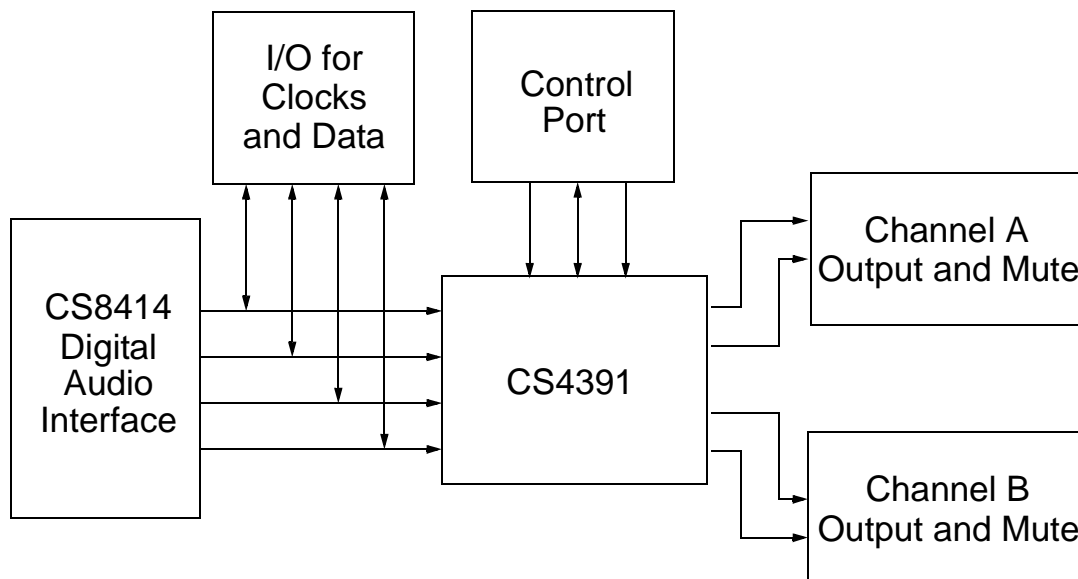 I/O for
Clocks
and Data
Control
Port
CS8414
Digital
Audio
Interface
CS4391
Channel A
Output and Mute
Channel B
Output and Mute